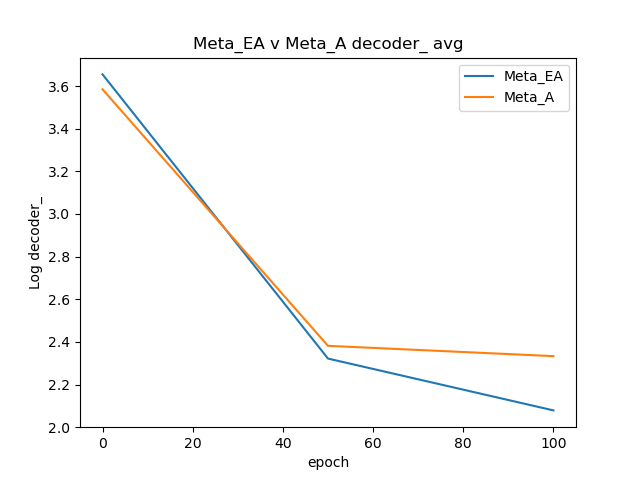 Meta_EA v Meta_A decoder_ avg
Meta_EA
Meta_A
Log decoder_
3.6
3.4
3.2
3.0
2.8
2.6
2.4
2.2
2.0
0 20 40 60 80 100
epoch